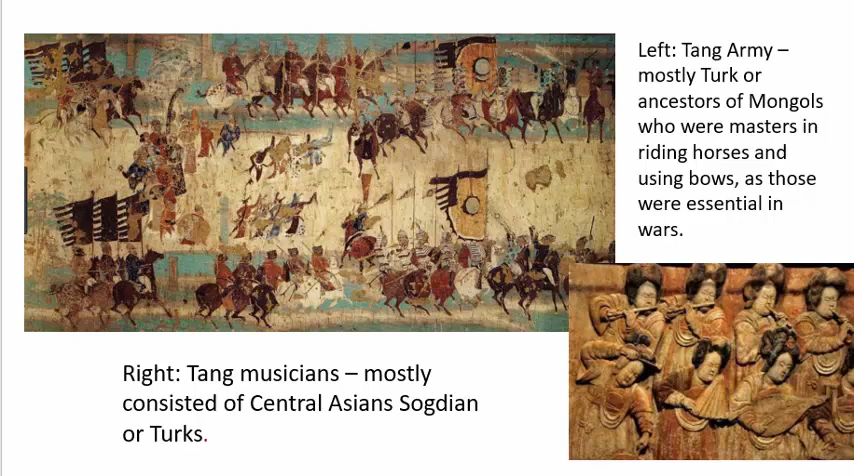 Left: Tang Army –
mostly Turk or
ancestors of Mongols
who were masters in
riding horses and
using bows, as those
were essential in
wars.
Right: Tang musicians – mostly
consisted of Central Asians Sogdian
or Turks.